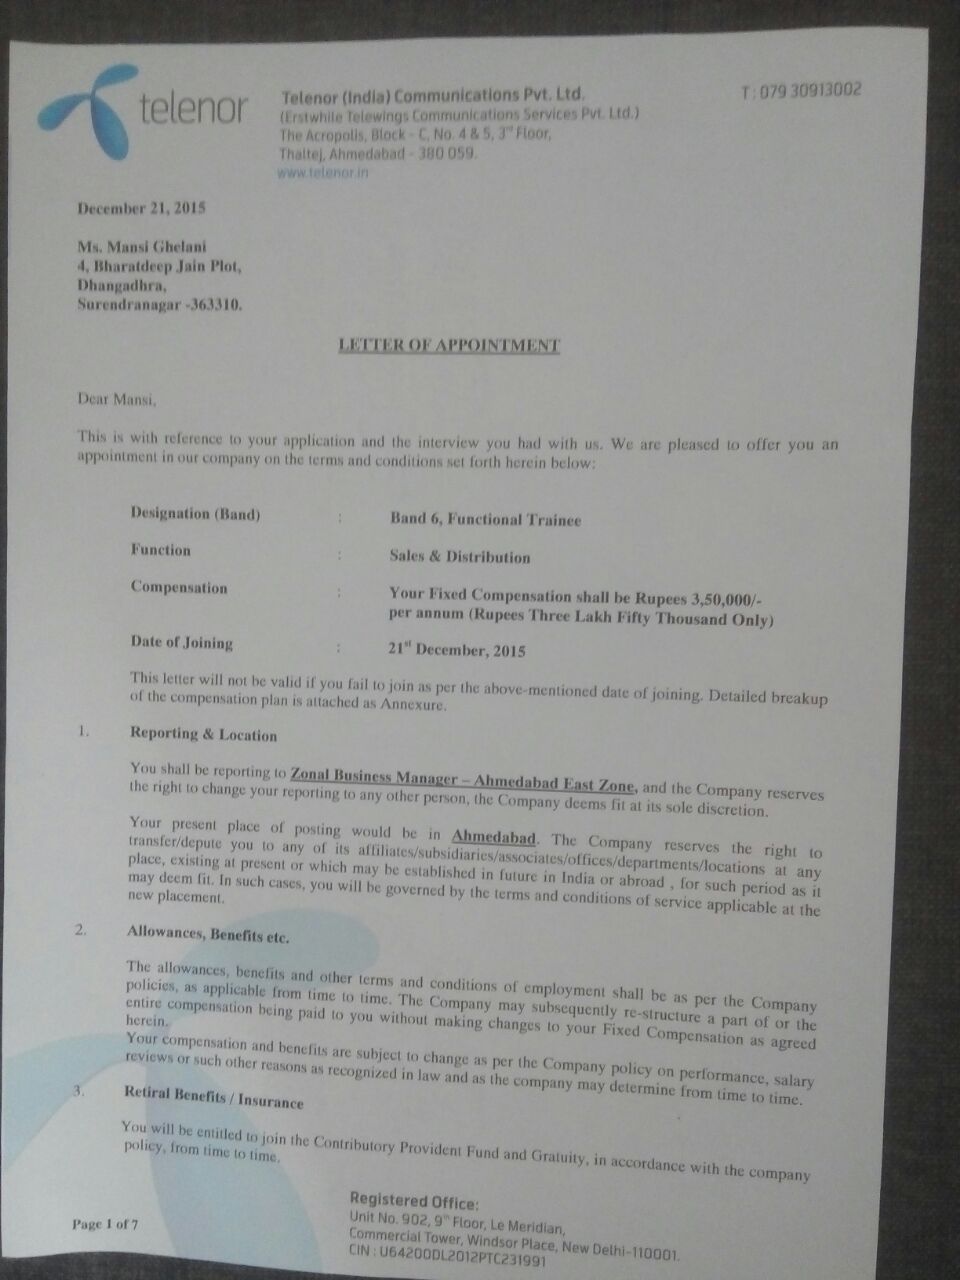 telenor
Telenor (India) Communications Pvt. Ltd.
(Erstwhile Telewings Communications Services Pvt. Ltd.)
The Acropolis, Block - C, No. 4 & 5, 3rd Floor,
Thaltej, Ahmedabad - 380 059.
www.telenor.in
T : 079 30913002
December 21, 2015
Ms. Mansi Ghelani
4, Bharatdeep Jain Plot,
Dhangadhra,
Surendranagar -363310.
LETTER OF APPOINTMENT
Dear Mansi,
This is with reference to your application and the interview you had with us. We are pleased to offer you an
appointment in our company on the terms and conditions set forth herein below:
Designation (Band) : Band 6, Functional Trainee
Function : Sales & Distribution
Compensation : Your Fixed Compensation shall be Rupees 3,50,000/-
per annum (Rupees Three Lakh Fifty Thousand Only)
Date of Joining : 21st December, 2015
This letter will not be valid if you fail to join as per the above-mentioned date of joining. Detailed breakup
of the compensation plan is attached as Annexure.
1. Reporting & Location
You shall be reporting to Zonal Business Manager – Ahmedabad East Zone, and the Company reserves
the right to change your reporting to any other person, the Company deems fit at its sole discretion.
Your present place of posting would be in Ahmedabad. The Company reserves the right to
transfer/depute you to any of its affiliates/subsidiaries/associates/offices/departments/locations at any
place, existing at present or which may be established in future in India or abroad , for such period as it
may deem fit. In such cases, you will be governed by the terms and conditions of service applicable at the
new placement.
2. Allowances, Benefits etc.
The allowances, benefits and other terms and conditions of employment shall be as per the Company
policies, as applicable from time to time. The Company may subsequently re-structure a part of or the
entire compensation being paid to you without making changes to your Fixed Compensation as agreed
herein.
Your compensation and benefits are subject to change as per the Company policy on performance, salary
reviews or such other reasons as recognized in law and as the company may determine from time to time.
3. Retiral Benefits / Insurance
You will be entitled to join the Contributory Provident Fund and Gratuity, in accordance with the company
policy, from time to time.
Page 1 of 7
Registered Office:
Unit No. 902, 9th Floor, Le Meridian,
Commercial Tower, Windsor Place, New Delhi-110001.
CIN : U64200DL2012PTC231991